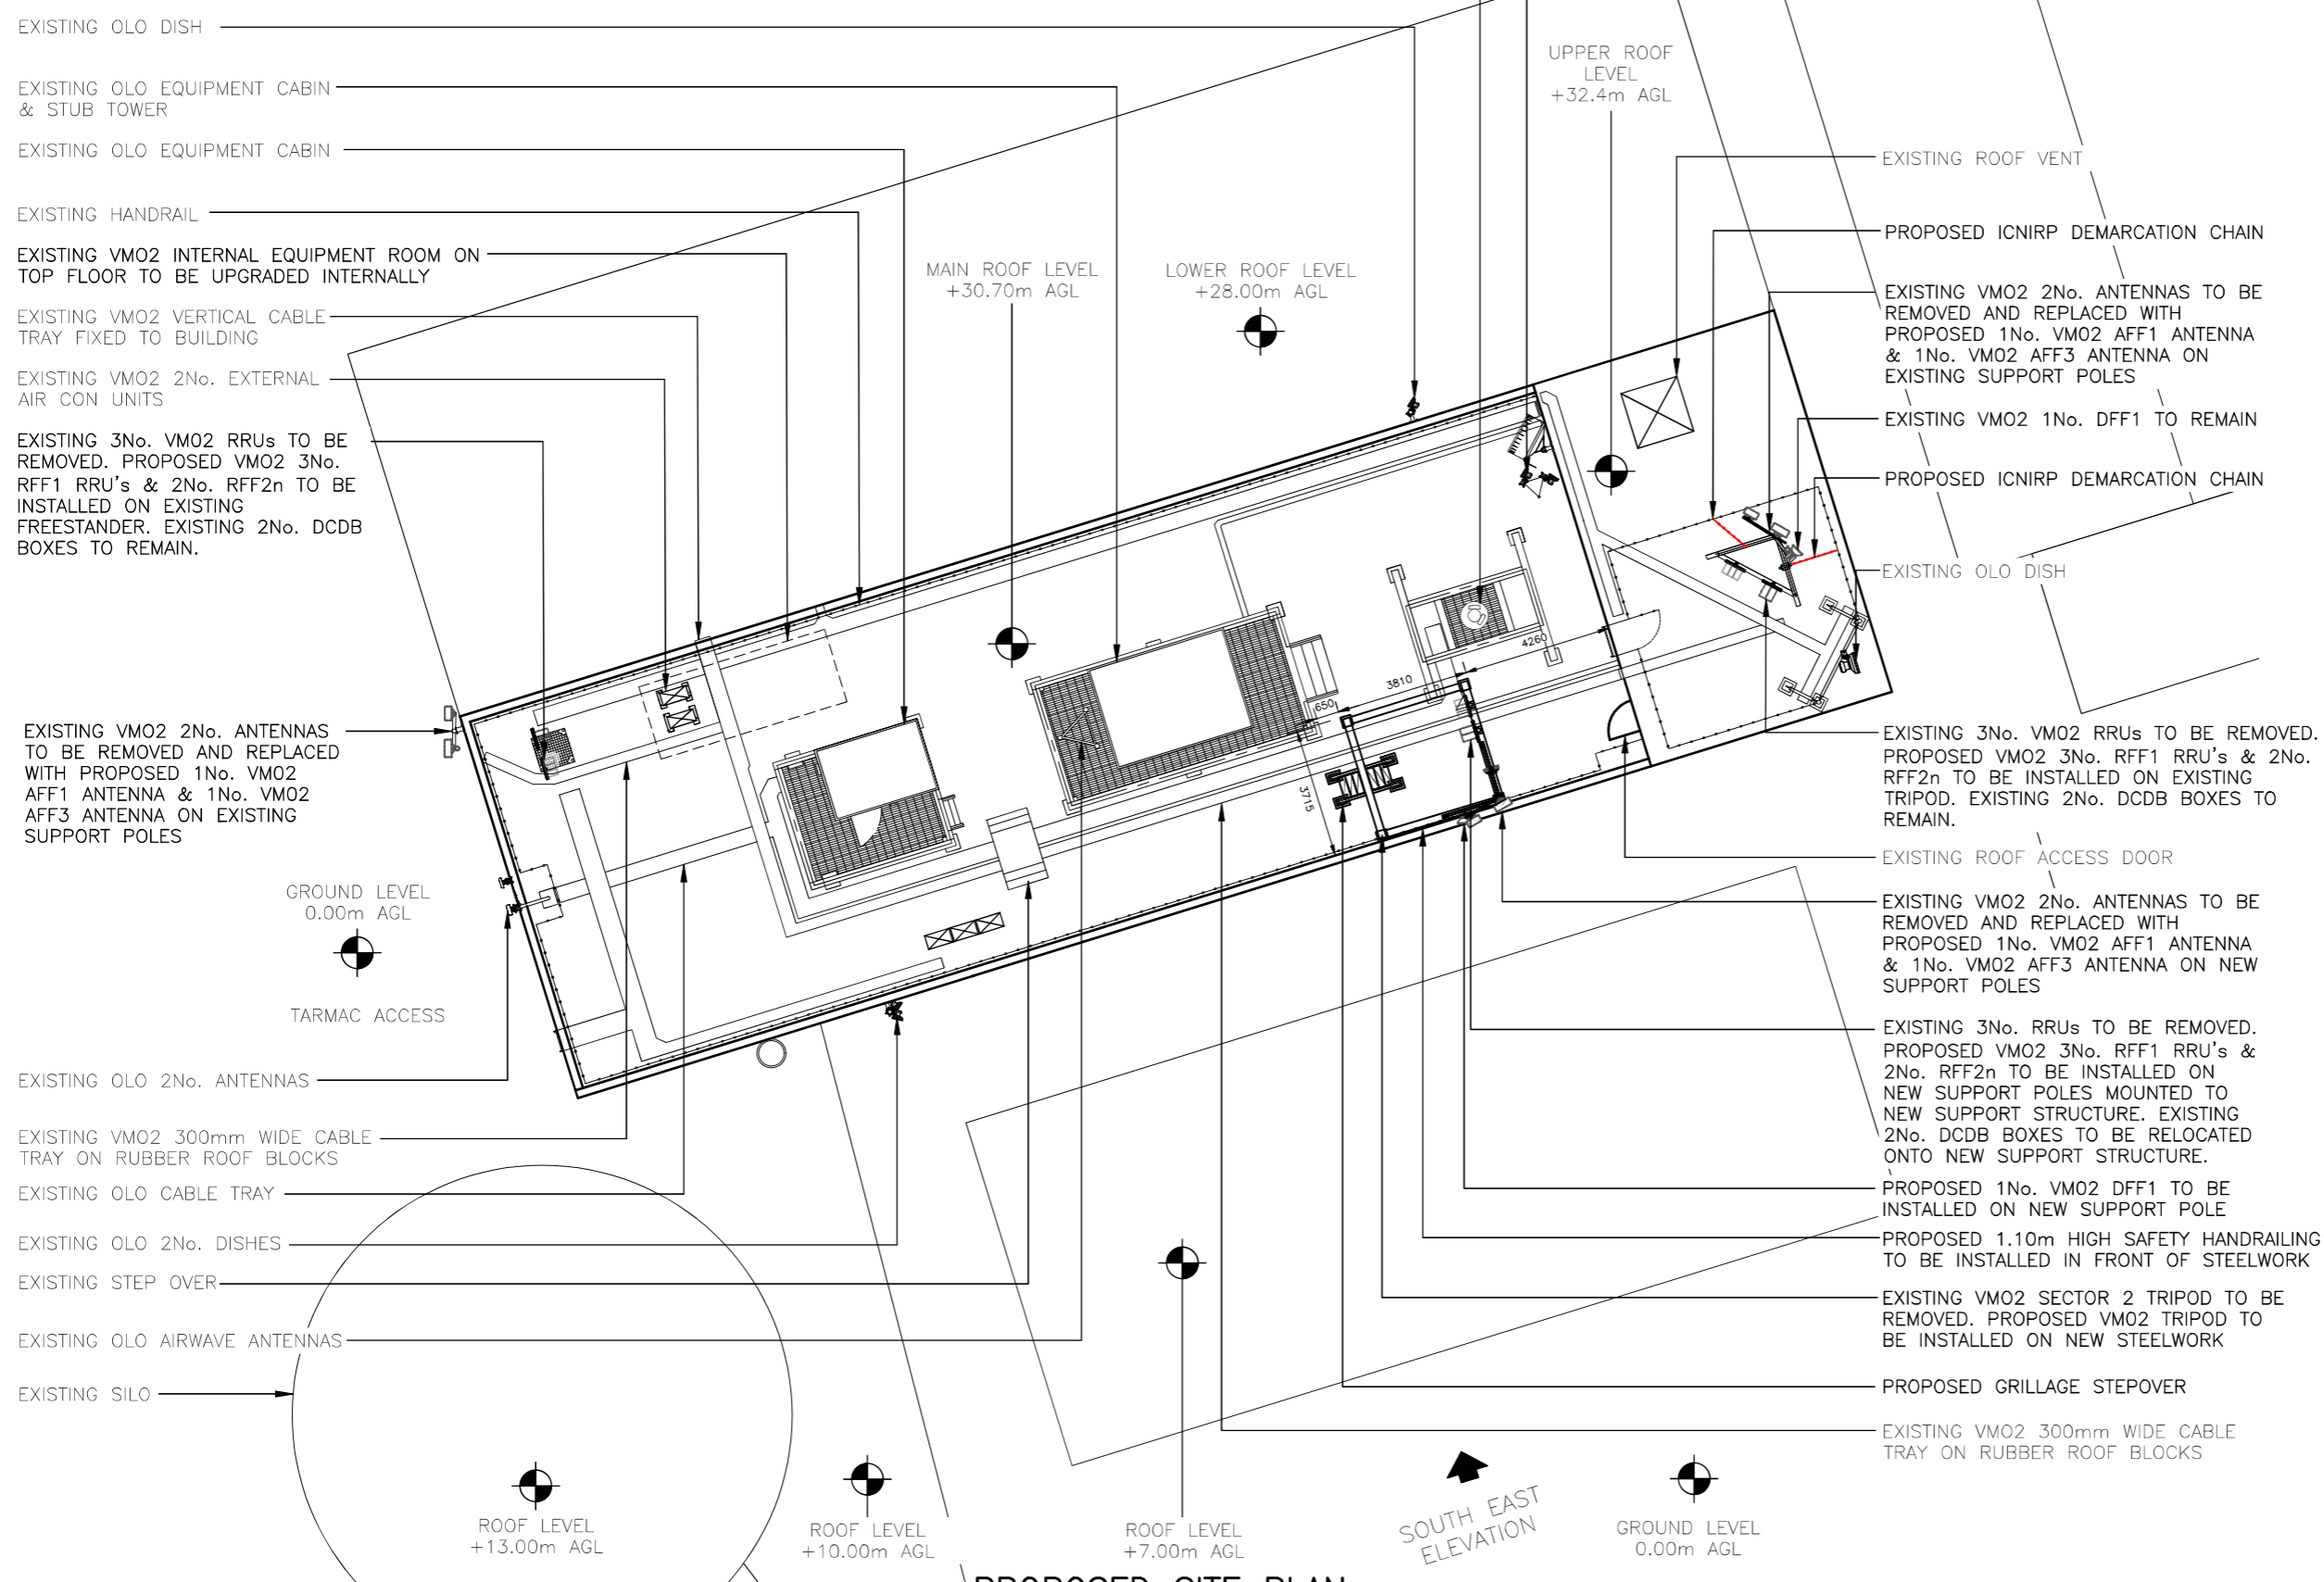 EXISTING OLO DISH
EXISTING OLO EQUIPMENT CABIN
& STUB TOWER
EXISTING OLO EQUIPMENT CABIN
EXISTING HANDRAIL
EXISTING VMO2 INTERNAL EQUIPMENT ROOM ON
TOP FLOOR TO BE UPGRADED INTERNALLY
EXISTING VMO2 VERTICAL CABLE
TRAY FIXED TO BUILDING
EXISTING VMO2 2No. EXTERNAL
AIR CON UNITS
EXISTING 3No. VMO2 RRUs TO BE
REMOVED. PROPOSED VMO2 3No.
RFF1 RRU's & 2No. RFF2n TO BE
INSTALLED ON EXISTING
FREESTANDER. EXISTING 2No. DCDB
BOXES TO REMAIN.
EXISTING VMO2 2No. ANTENNAS
TO BE REMOVED AND REPLACED
WITH PROPOSED 1No. VMO2
AFF1 ANTENNA & 1No. VMO2
AFF3 ANTENNA ON EXISTING
SUPPORT POLES
GROUND LEVEL
0.00m AGL
TARMAC ACCESS
EXISTING OLO 2No. ANTENNAS
EXISTING VMO2 300mm WIDE CABLE
TRAY ON RUBBER ROOF BLOCKS
EXISTING OLO CABLE TRAY
EXISTING OLO 2No. DISHES
EXISTING STEP OVER
EXISTING OLO AIRWAVE ANTENNAS
EXISTING SILO
MAIN ROOF LEVEL
+30.70m AGL
LOWER ROOF LEVEL
+28.00m AGL
UPPER ROOF
LEVEL
+32.4m AGL
4260
3810
650
3715
EXISTING ROOF VENT
PROPOSED ICNIRP DEMARCATION CHAIN
EXISTING VMO2 2No. ANTENNAS TO BE
REMOVED AND REPLACED WITH
PROPOSED 1No. VMO2 AFF1 ANTENNA
& 1No. VMO2 AFF3 ANTENNA ON
EXISTING SUPPORT POLES
EXISTING VMO2 1No. DFF1 TO REMAIN
PROPOSED ICNIRP DEMARCATION CHAIN
EXISTING OLO DISH
EXISTING 3No. VMO2 RRUs TO BE REMOVED.
PROPOSED VMO2 3No. RFF1 RRU's & 2No.
RFF2n TO BE INSTALLED ON EXISTING
TRIPOD. EXISTING 2No. DCDB BOXES TO
REMAIN.
EXISTING ROOF ACCESS DOOR
EXISTING VMO2 2No. ANTENNAS TO BE
REMOVED AND REPLACED WITH
PROPOSED 1No. VMO2 AFF1 ANTENNA
& 1No. VMO2 AFF3 ANTENNA ON NEW
SUPPORT POLES
EXISTING 3No. RRUs TO BE REMOVED.
PROPOSED VMO2 3No. RFF1 RRU's &
2No. RFF2n TO BE INSTALLED ON
NEW SUPPORT POLES MOUNTED TO
NEW SUPPORT STRUCTURE. EXISTING
2No. DCDB BOXES TO BE RELOCATED
ONTO NEW SUPPORT STRUCTURE.
PROPOSED 1No. VMO2 DFF1 TO BE
INSTALLED ON NEW SUPPORT POLE
PROPOSED 1.10m HIGH SAFETY HANDRAILING
TO BE INSTALLED IN FRONT OF STEELWORK
EXISTING VMO2 SECTOR 2 TRIPOD TO BE
REMOVED. PROPOSED VMO2 TRIPOD TO
BE INSTALLED ON NEW STEELWORK
PROPOSED GRILLAGE STEPOVER
EXISTING VMO2 300mm WIDE CABLE
TRAY ON RUBBER ROOF BLOCKS
ROOF LEVEL
+13.00m AGL
ROOF LEVEL
+10.00m AGL
ROOF LEVEL
+7.00m AGL
SOUTH EAST
ELEVATION
GROUND LEVEL
0.00m AGL
PROPOSED SITE PLAN